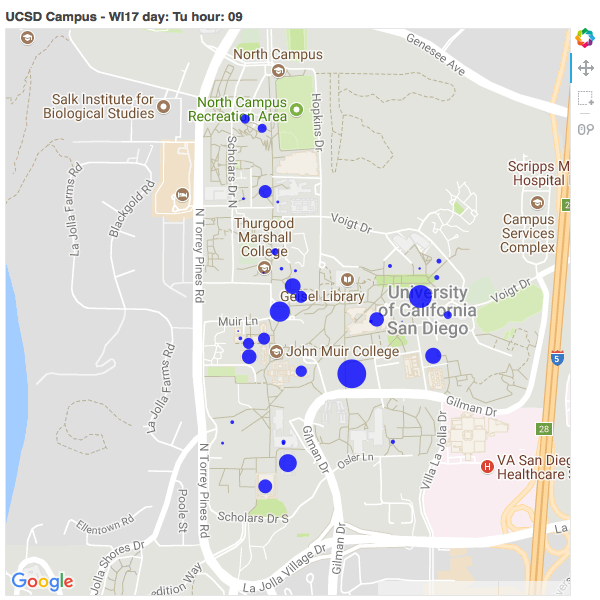 UCSD Campus - WI17 day: Tu hour: 09
Genesee Ave
North Campus
Salk Institute for
Biological Studies
North Campus
Recreation Area
Hopkins Dr
Scholars Dr N
La Jolla Farms Rd
Blackgold Rd
N Torrey Pines Rd
Scripps M
Hospital
2
Voigt Dr
Thurgood
Marshall
College
Campus
Services
Complex
Geisel Library
University
of California
San Diego
Voigt Dr
Muir Ln
John Muir College
5
La Jolla Farms Rd
Gilman Dr
28
N Torrey Pines Rd
Gilman Dr
Osler Ln
Villa La Jolla Dr
VA San Dieg
Healthcare S
H
Poole St
Ellentown Rd
Scholars Dr S
La
La Jolla Shores Dr
Gilman Dr
La Jolla Village Dr
edition Way
Google